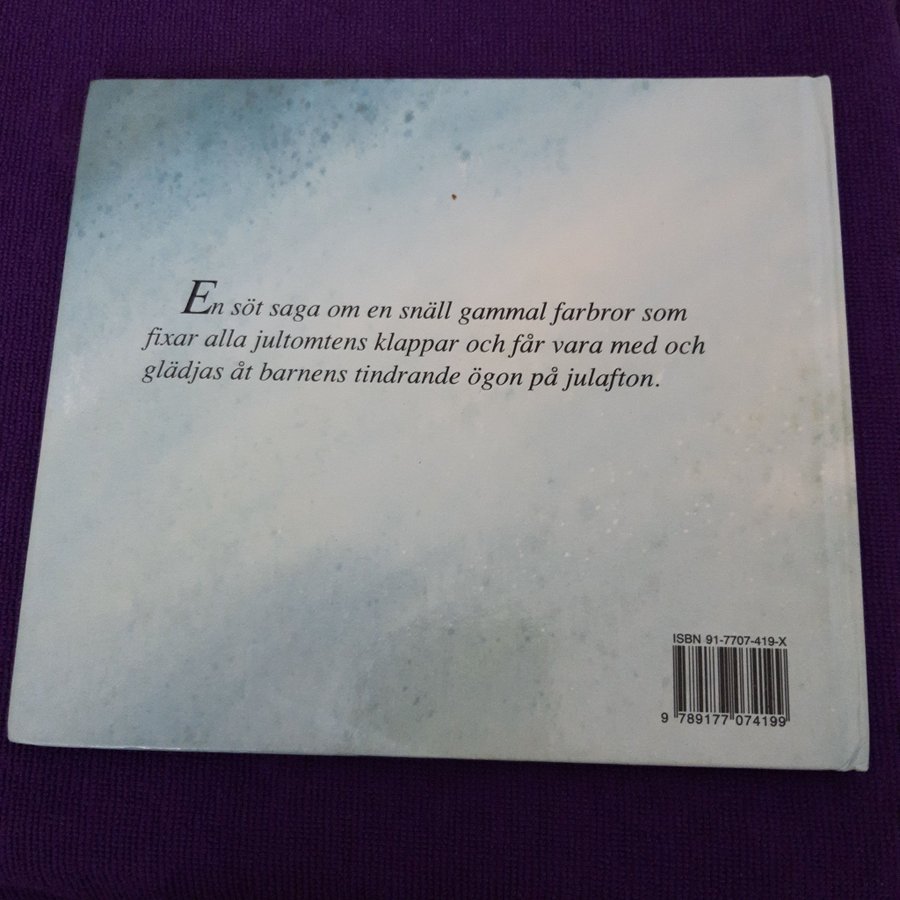 En söt saga om en snäll gammal farbror som
fixar alla jultomtens klappar och får vara med och
glädjas åt barnens tindrande ögon på julafton.
ISBN 91-7707-419-X
9 789177 074199